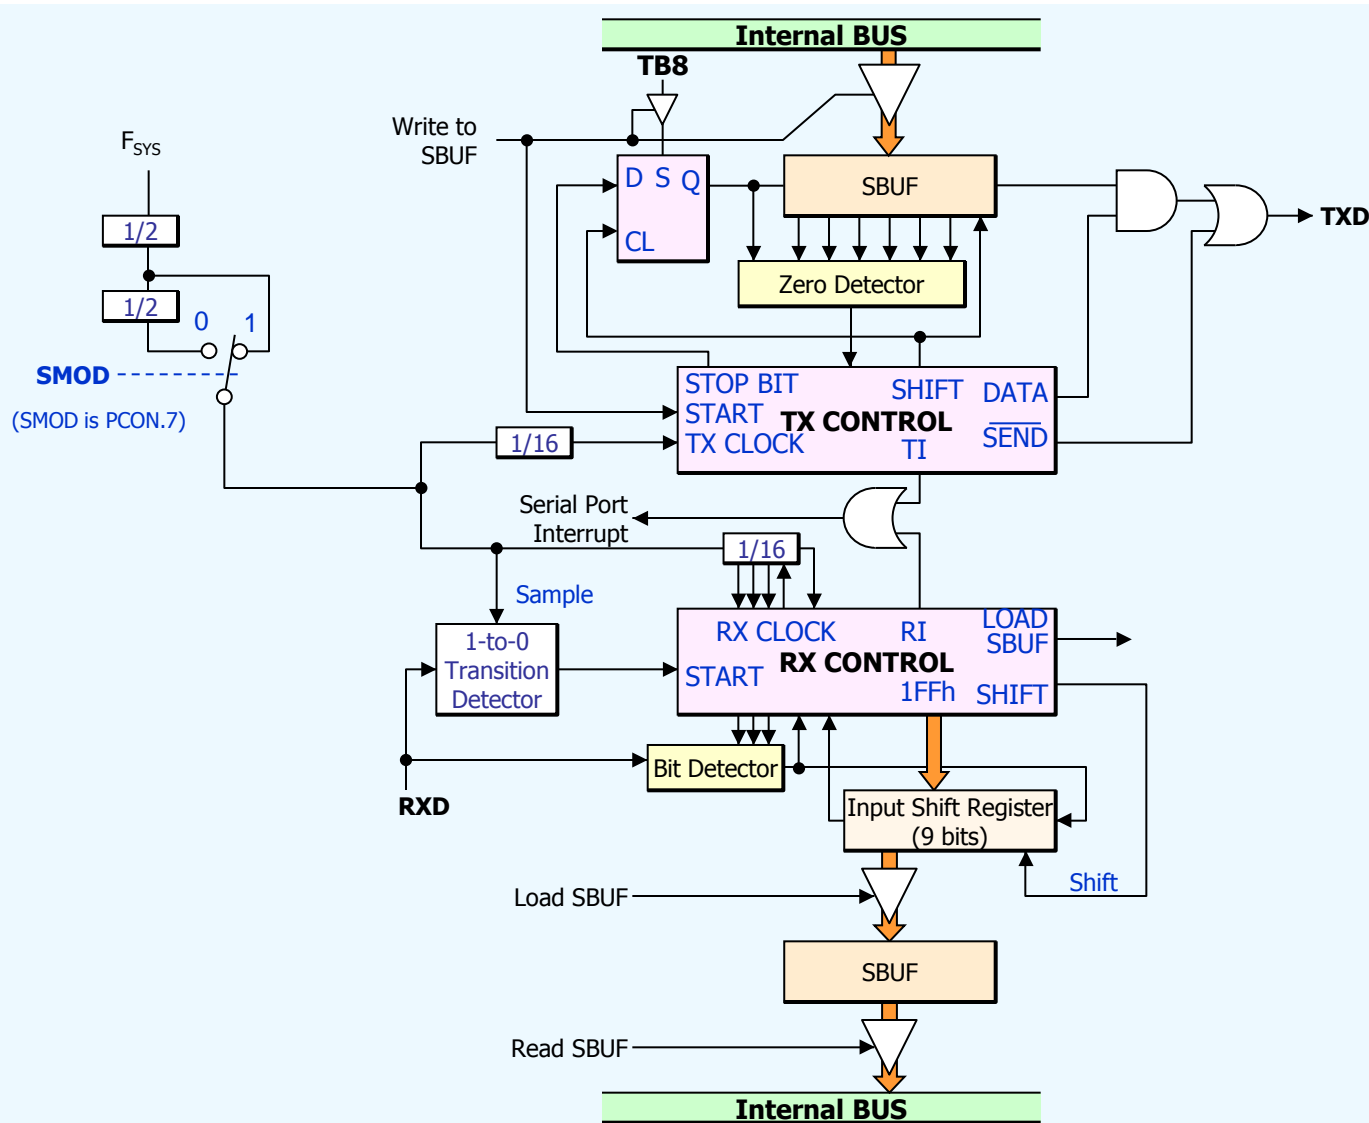 Internal BUS
TB8
Write to
SBUF
F_SYS
1/2
1/2
0
1
SMOD
(SMOD is PCON.7)
D S Q
CL
SBUF
Zero Detector
TXD
STOP BIT
START
TX CLOCK
TX CONTROL
SHIFT
TI
DATA
S̅E̅N̅D̅
1/16
Serial Port
Interrupt
1/16
Sample
1-to-0
Transition
Detector
RX CLOCK
START
RX CONTROL
RI
1FFh
LOAD
SBUF
SHIFT
RXD
Bit Detector
Input Shift Register
(9 bits)
Shift
Load SBUF
SBUF
Read SBUF
Internal BUS